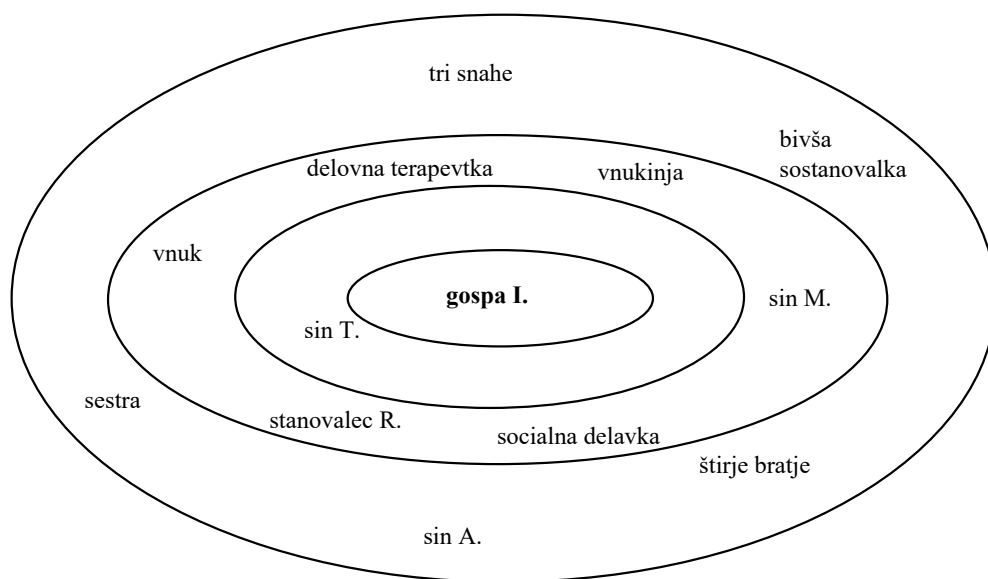 tri snahe
bivša
sostanovalka
delovna terapevtka
vnukinja
vnuk
gospa I.
sin M.
sin T.
sestra
stanovalec R.
socialna delavka
štirje bratje
sin A.